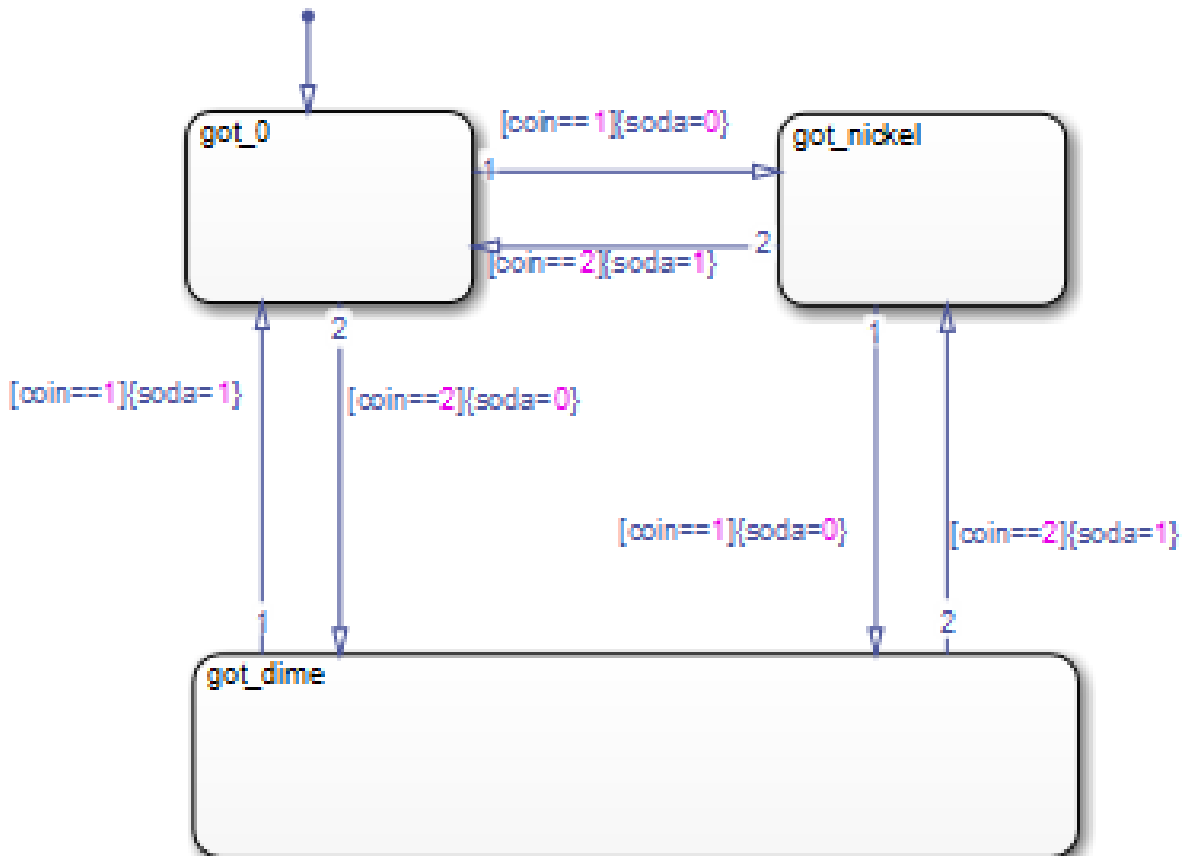 got_0
[coin==1]{soda=0}
got_nickel
1
2
[coin==2]{soda=1}
2
1
[coin==1]{soda=1}
[coin==2]{soda=0}
[coin==1]{soda=0}
[coin==2]{soda=1}
1
2
got_dime